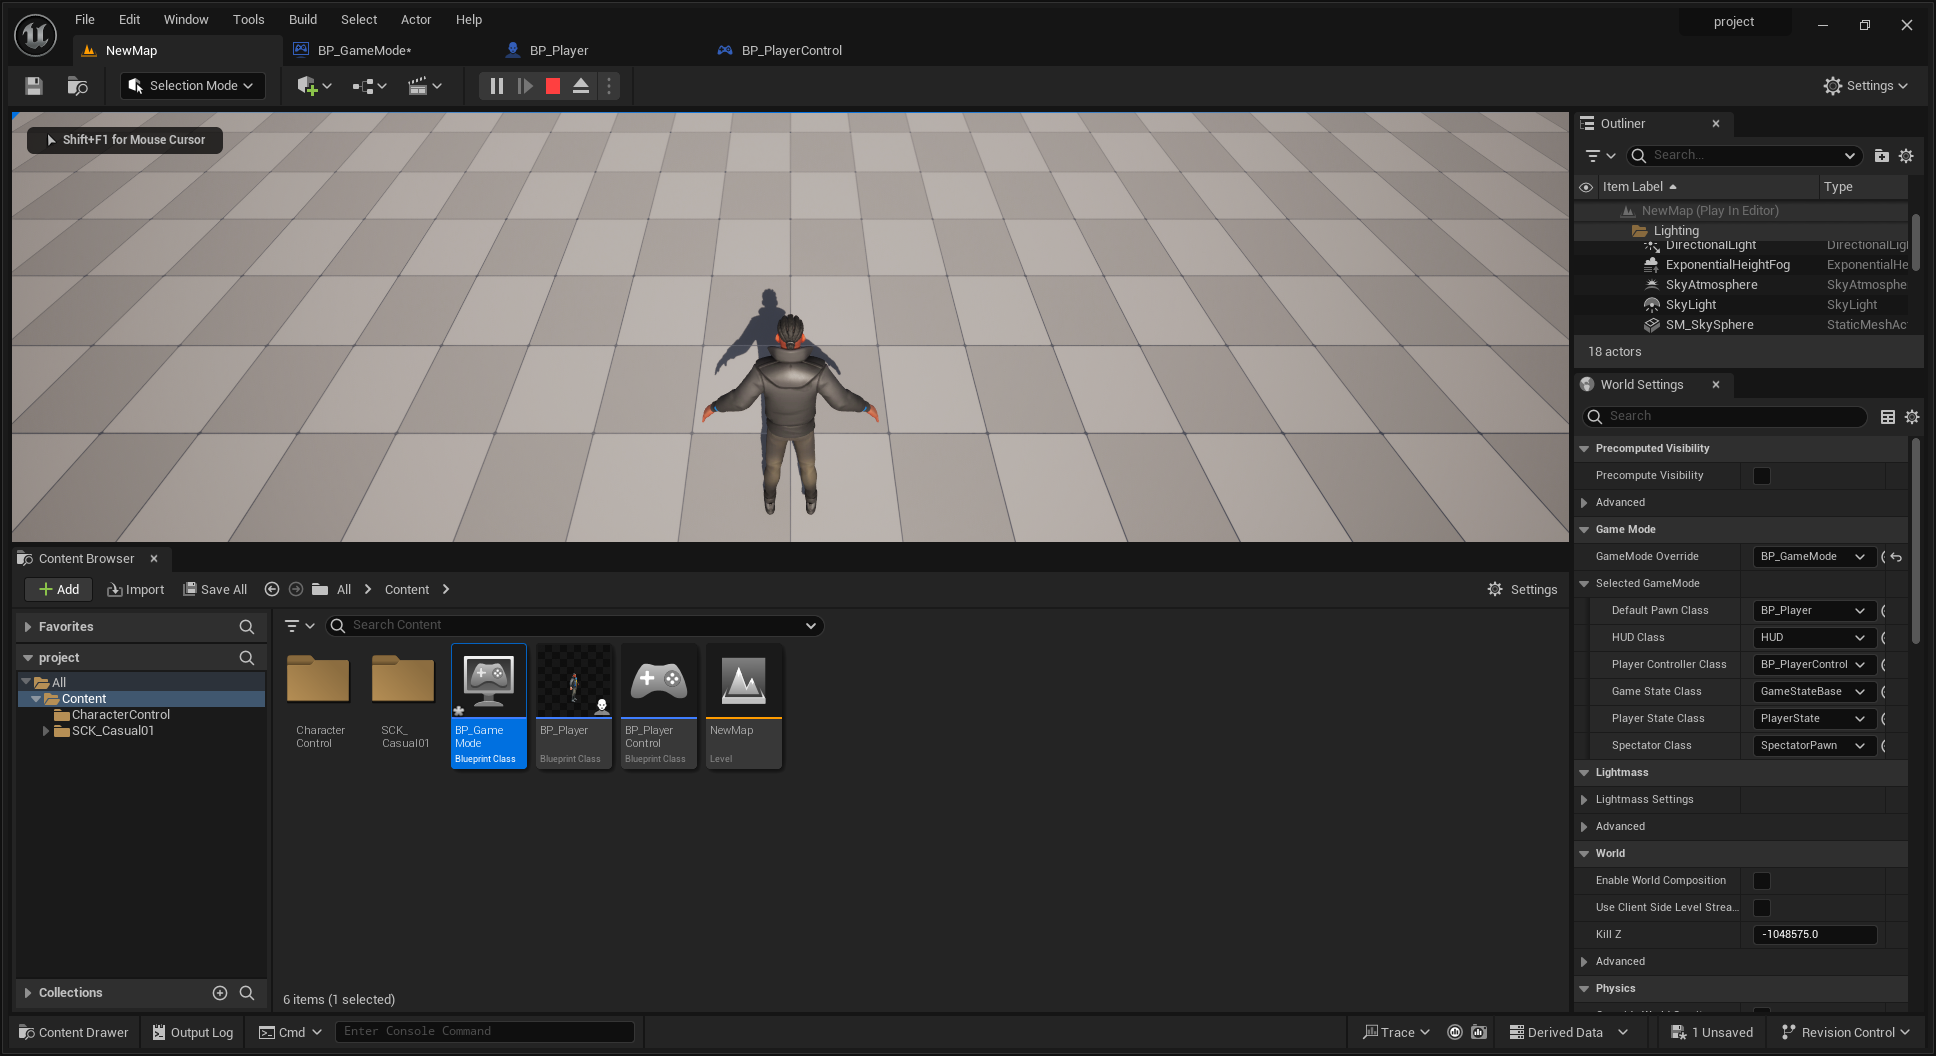 File Edit Window Tools Build Select Actor Help
project
NewMap
BP_GameMode*
BP_Player
BP_PlayerControl
Selection Mode
Settings
Shift+F1 for Mouse Cursor
Outliner
Search...
Item Label
Type
NewMap (Play In Editor)
Lighting
DirectionalLight DirectionalLigh
ExponentialHeightFog ExponentialHe
SkyAtmosphere SkyAtmosphe
SkyLight SkyLight
SM_SkySphere StaticMeshAc
18 actors
World Settings
Search
Precomputed Visibility
Precompute Visibility
Advanced
Game Mode
GameMode Override BP_GameMode
Selected GameMode
Default Pawn Class BP_Player
HUD Class HUD
Player Controller Class BP_PlayerControl
Game State Class GameStateBase
Player State Class PlayerState
Spectator Class SpectatorPawn
Lightmass
Lightmass Settings
Advanced
World
Enable World Composition
Use Client Side Level Strea...
Kill Z -1048575.0
Advanced
Physics
Content Browser
Add Import Save All All Content Settings
Favorites
project
All
Content
CharacterControl
SCK_Casual01
Collections
Search Content
Character
Control
SCK_
Casual01
BP_Game
Mode
Blueprint Class
BP_Player
Blueprint Class
BP_Player
Control
Blueprint Class
NewMap
Level
6 items (1 selected)
Content Drawer Output Log Cmd Enter Console Command Trace Derived Data 1 Unsaved Revision Control